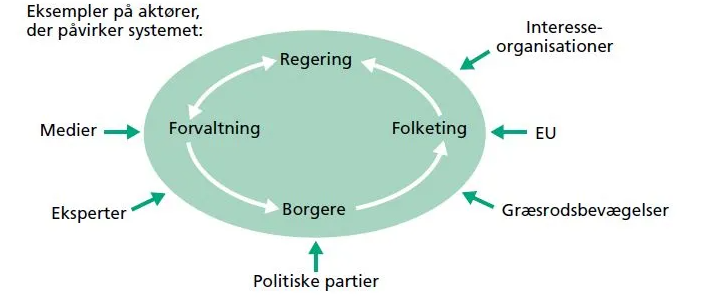 Eksempler på aktører,
der påvirker systemet:
Interesse-
organisationer
Regering
Medier
Forvaltning
Folketing
EU
Eksperter
Borgere
Græsrodsbevægelser
Politiske partier